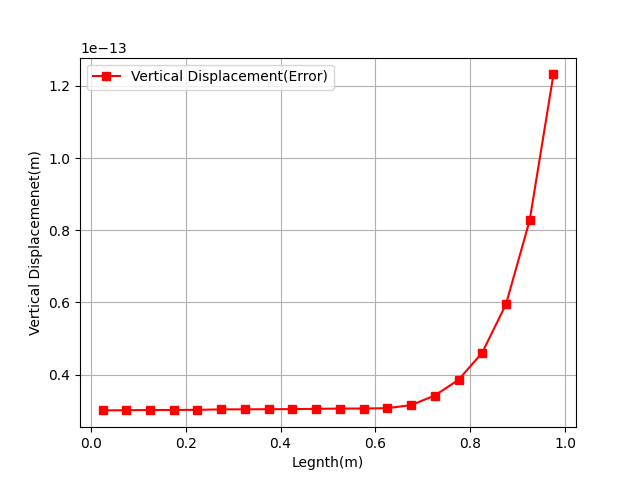 1e−13
Vertical Displacement(Error)
1.2
1.0
0.8
0.6
0.4
Vertical Displacemenet(m)
0.0 0.2 0.4 0.6 0.8 1.0
Legnth(m)